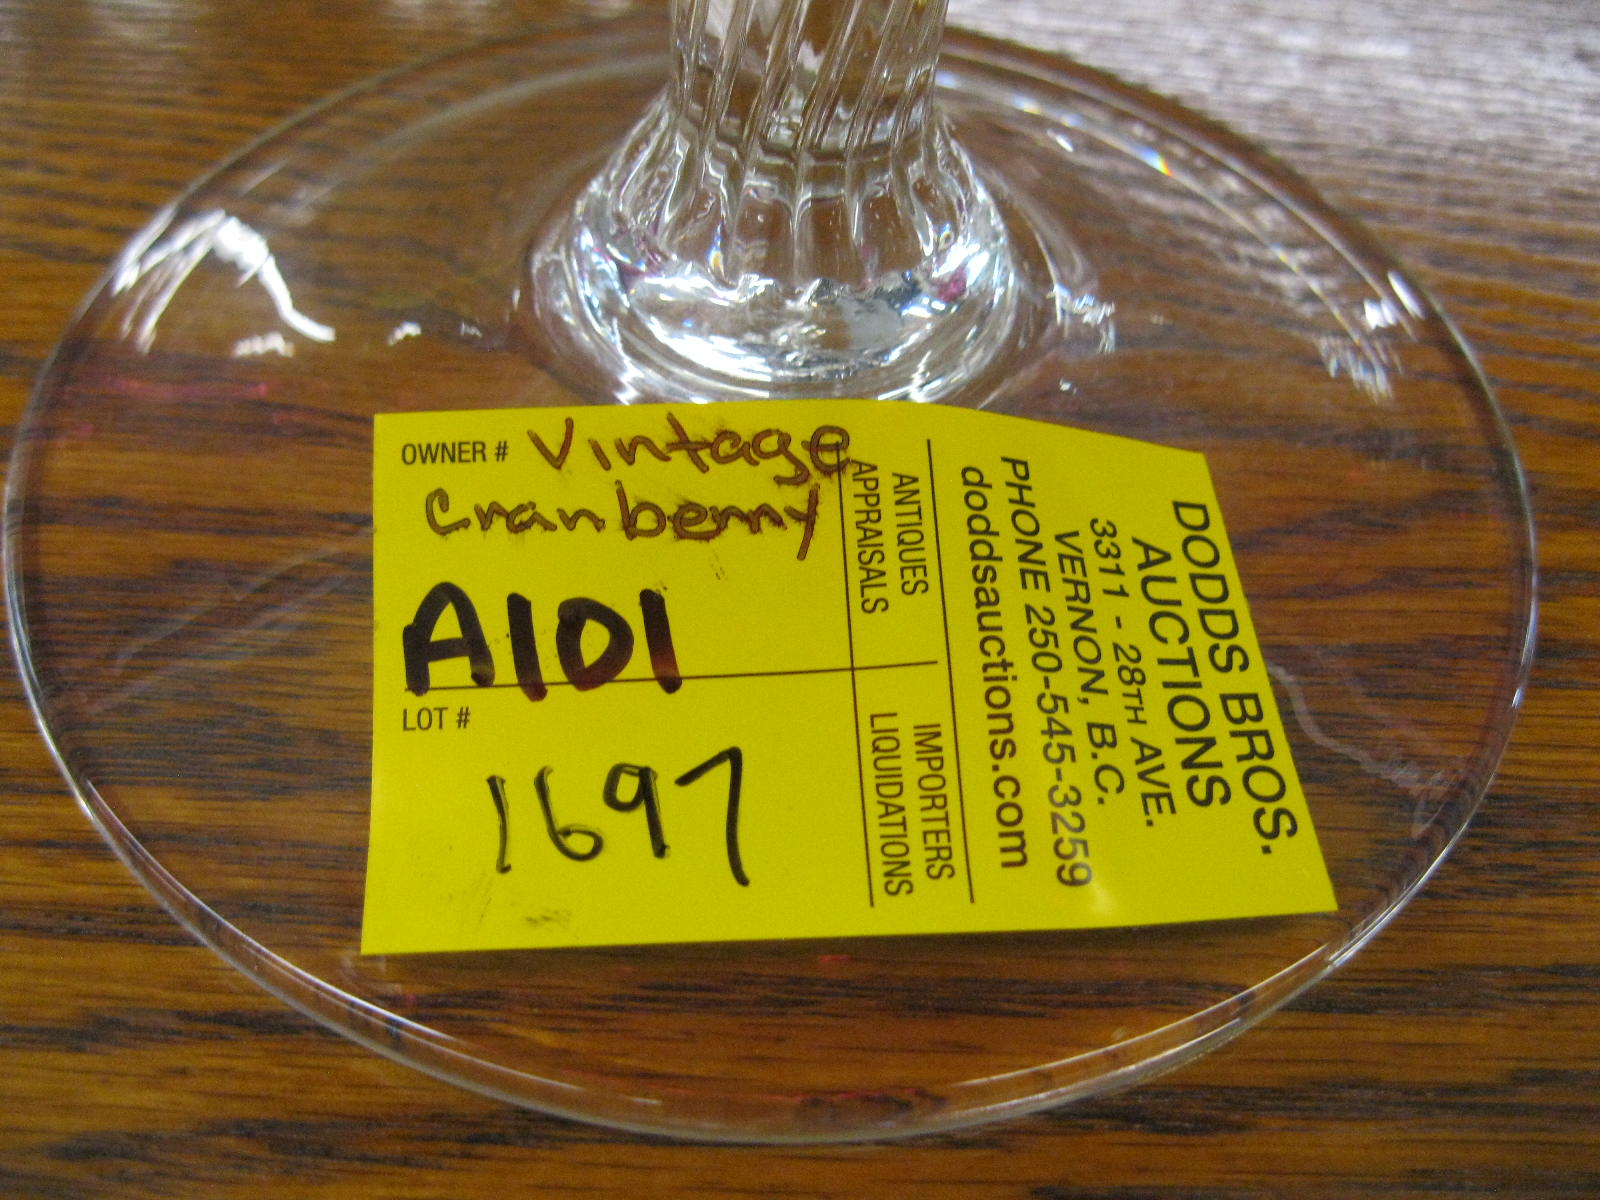 OWNER # Vintage
cranberry
A101
LOT #
1697
ANTIQUES
APPRAISALS
IMPORTERS
LIQUIDATIONS
DODDS BROS.
AUCTIONS
3311 - 28TH AVE.
VERNON, B.C.
PHONE 250-545-3259
doddsauctions.com